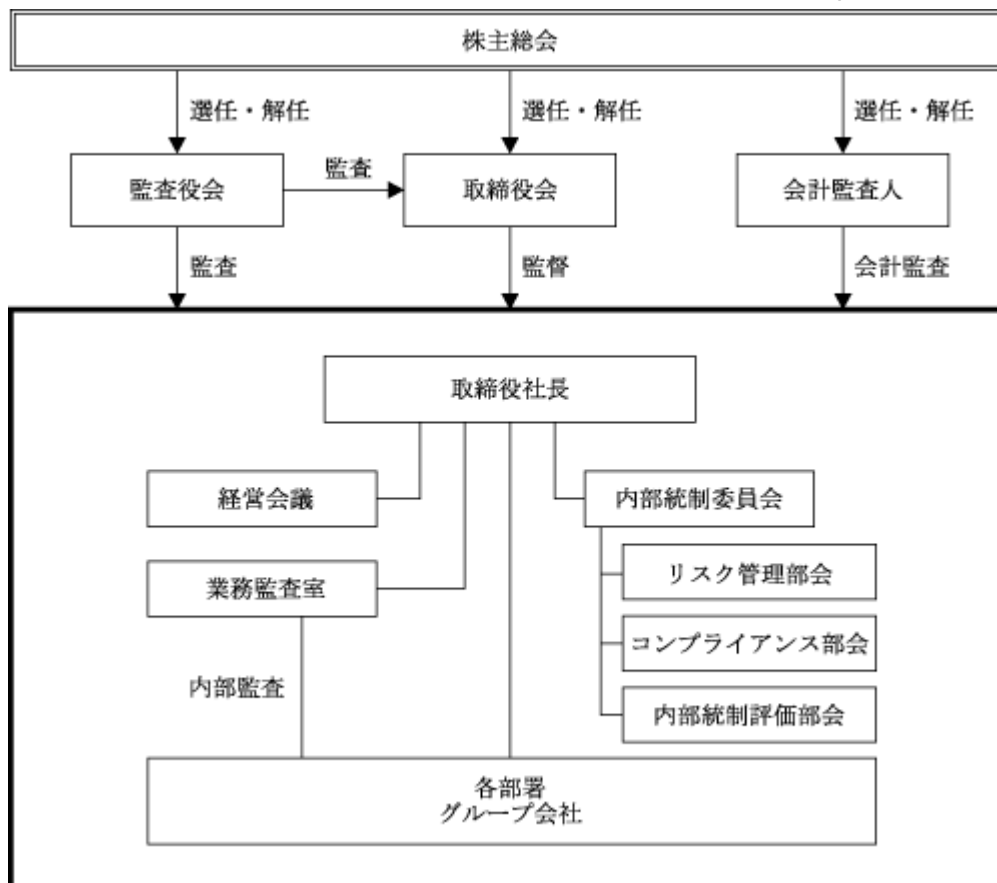 株主総会
選任・解任
選任・解任
選任・解任
監査役会
監査
取締役会
会計監査人
監査
監督
会計監査
取締役社長
経営会議
内部統制委員会
リスク管理部会
業務監査室
コンプライアンス部会
内部監査
内部統制評価部会
各部署
グループ会社